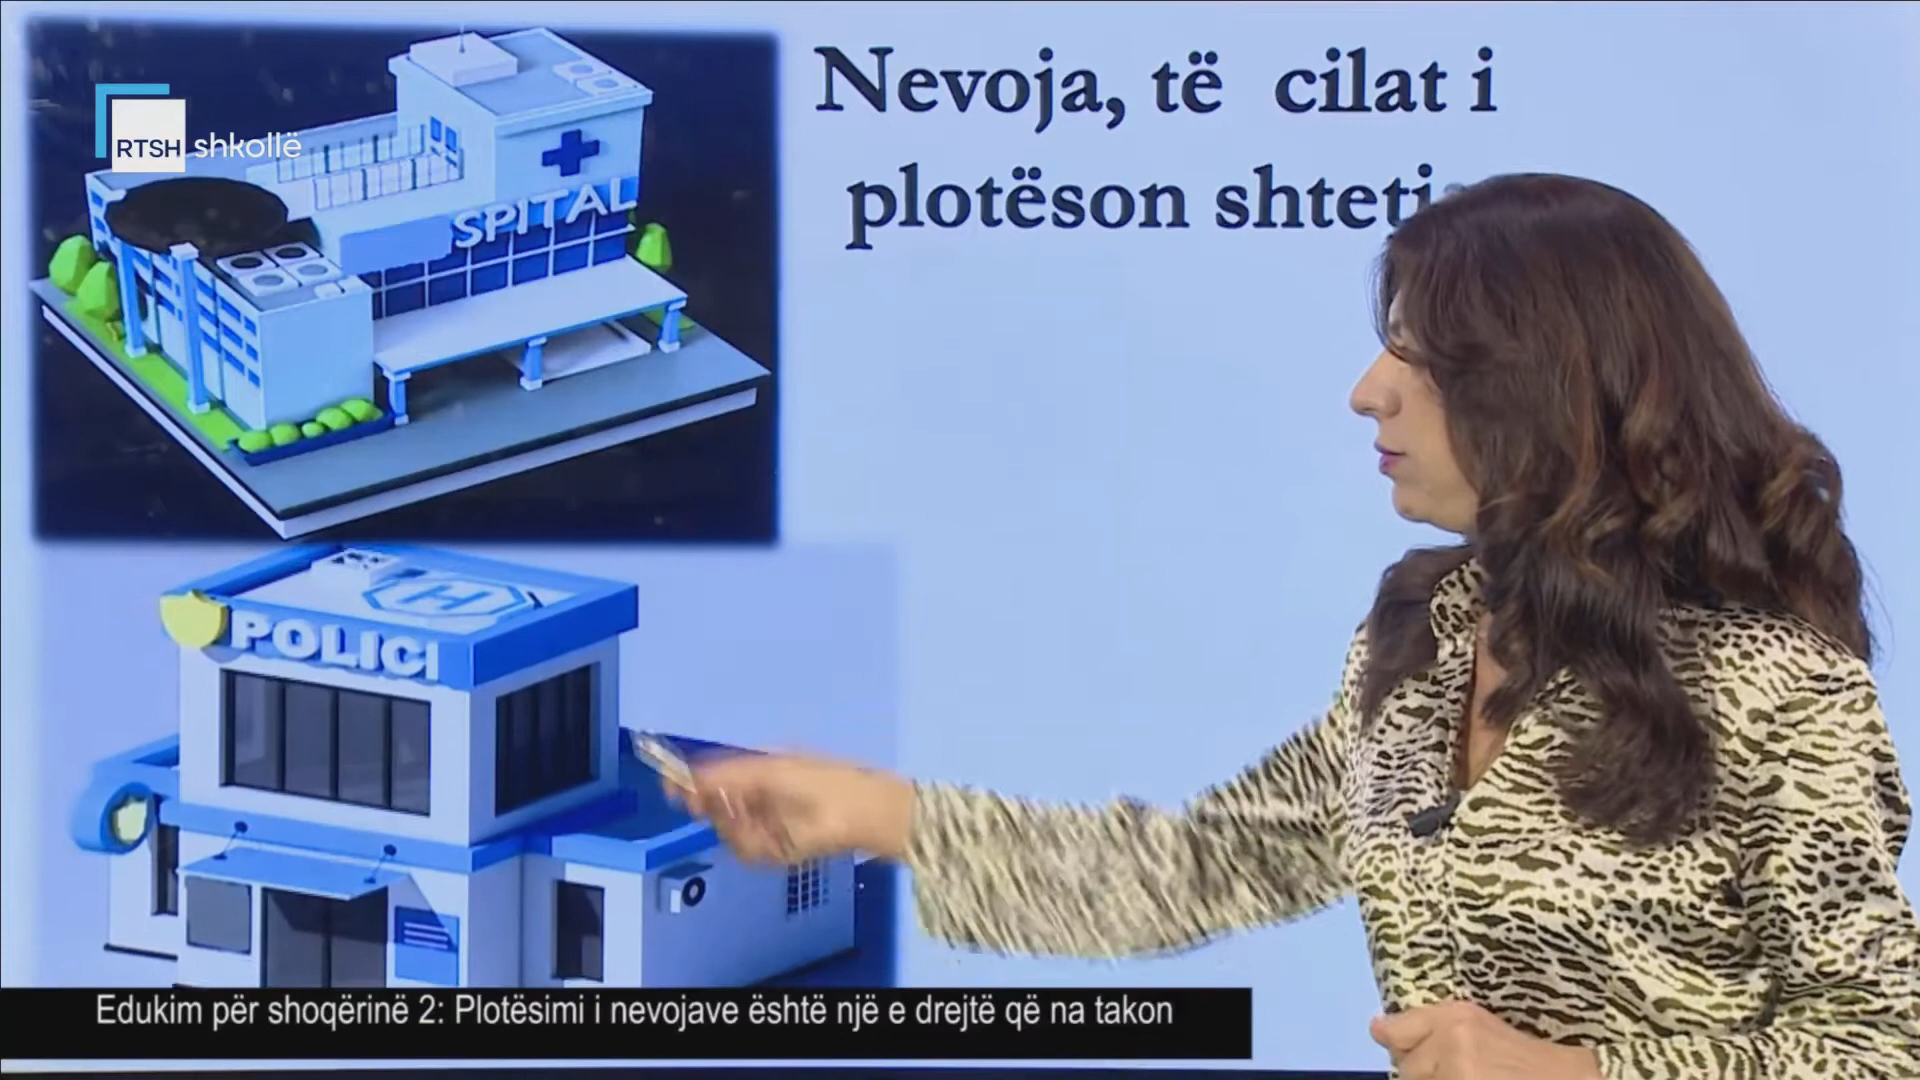 RTSH shkollë
Nevoja, të cilat i
plotëson shteti
SPITAL
H
POLICI
Edukim për shoqërinë 2: Plotësimi i nevojave është një e drejtë që na takon